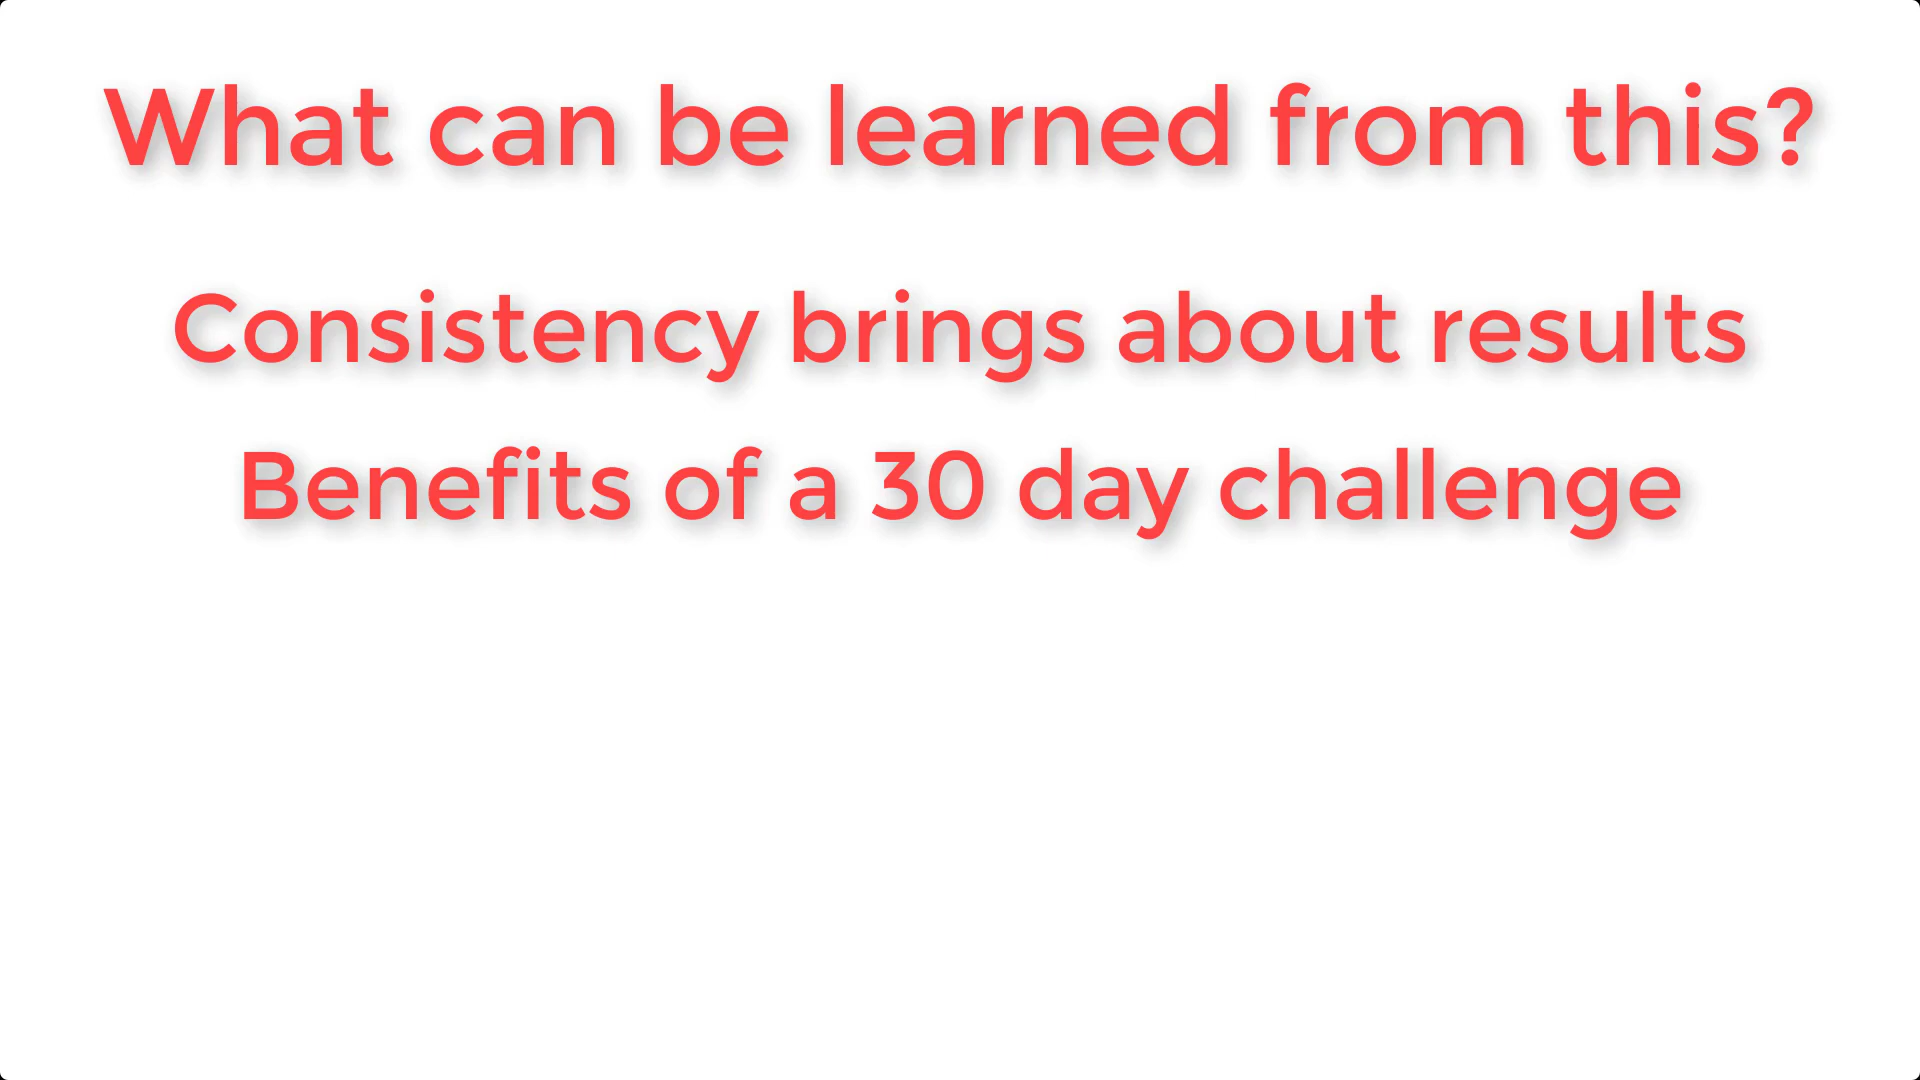 What can be learned from this?
Consistency brings about results
Benefits of a 30 day challenge